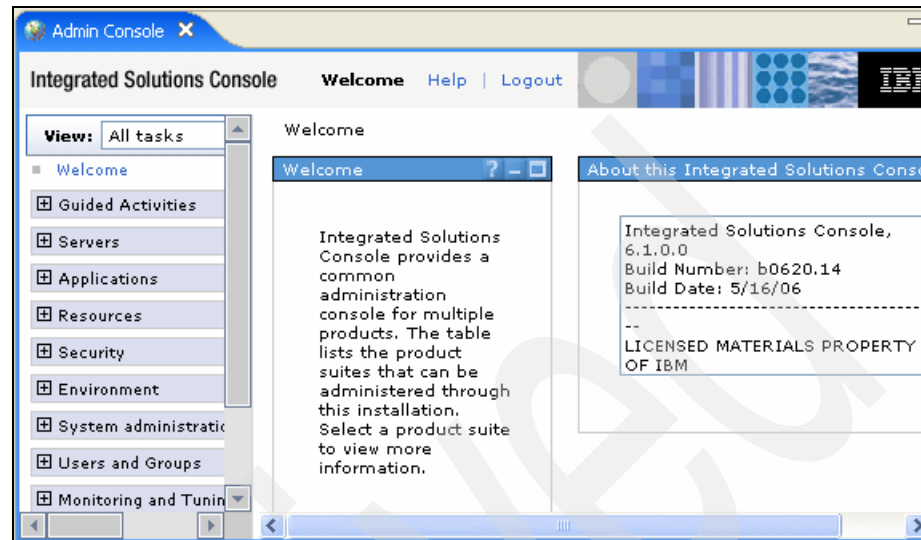 Admin Console
Integrated Solutions Console Welcome Help | Logout
IBM
View: All tasks
Welcome
Guided Activities
Servers
Applications
Resources
Security
Environment
System administratio
Users and Groups
Monitoring and Tunin
Welcome
Welcome
Integrated Solutions
Console provides a
common
administration
console for multiple
products. The table
lists the product
suites that can be
administered through
this installation.
Select a product suite
to view more
information.
About this Integrated Solutions Conso
Integrated Solutions Console,
6.1.0.0
Build Number: b0620.14
Build Date: 5/16/06
----------------------------------------
--
LICENSED MATERIALS PROPERTY
OF IBM